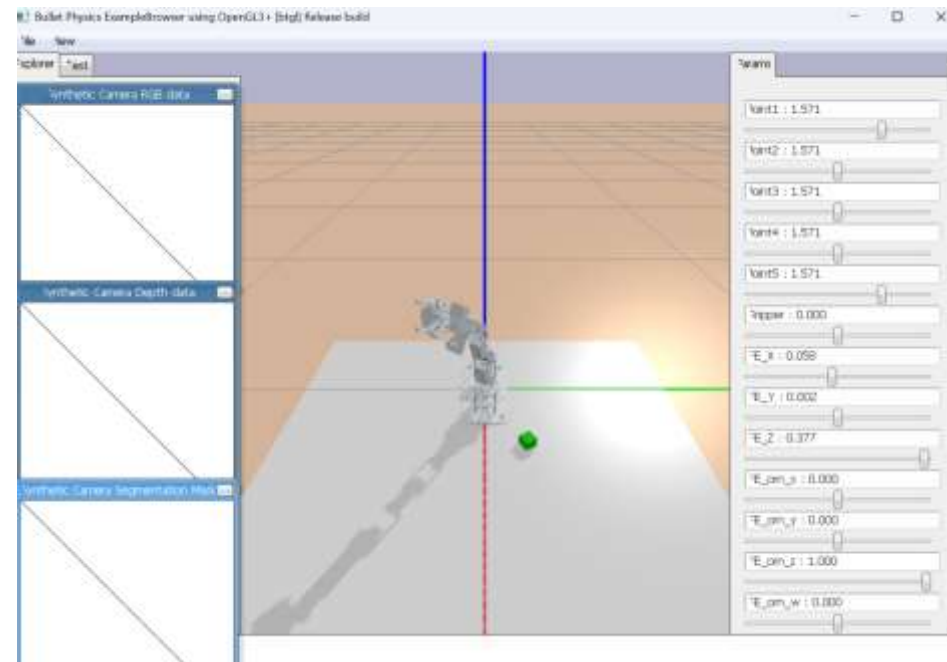 Bullet Physics ExampleBrowser using OpenGL3+ [btgl] Release build
File View
Explorer Test
Synthetic Camera RGB data
Synthetic Camera Depth data
Synthetic Camera Segmentation Mask
Params
Joint1 : 1.571
Joint2 : 1.571
Joint3 : 1.571
Joint4 : 1.571
Joint5 : 1.571
Gripper : 0.000
EE_X : 0.058
EE_Y : 0.002
EE_Z : 0.377
EE_orn_x : 0.000
EE_orn_y : 0.000
EE_orn_z : 1.000
EE_orn_w : 0.000